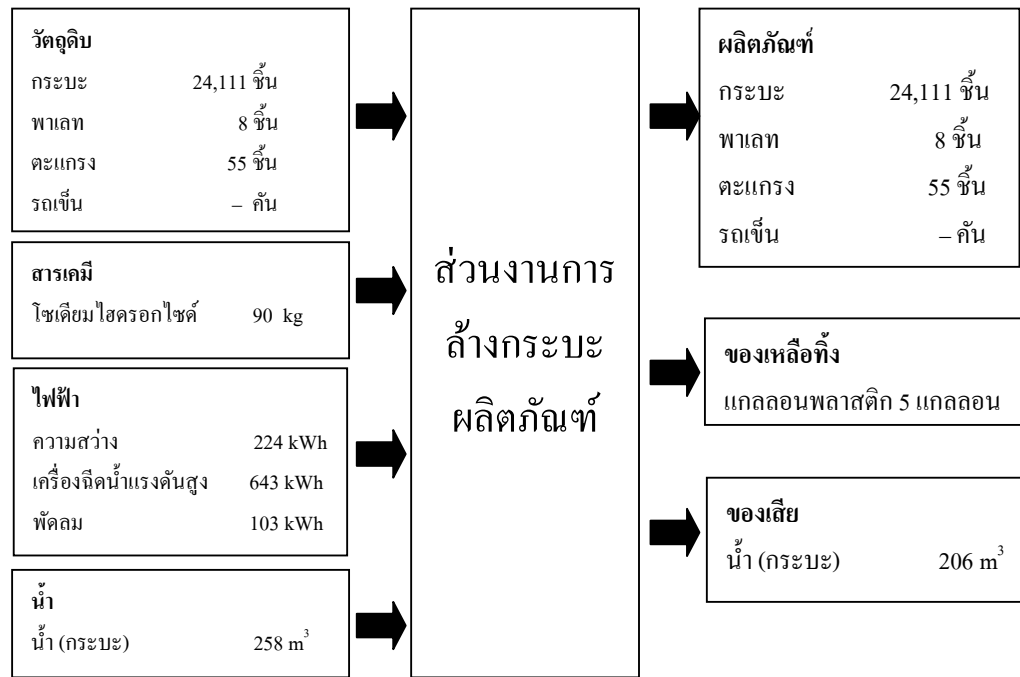 วัตถุดิบ
กระบะ 24,111 ชิ้น
พาเลท 8 ชิ้น
ตะแกรง 55 ชิ้น
รถเข็น – คัน
สารเคมี
โซเดียมไฮดรอกไซด์ 90 kg
ไฟฟ้า
ความสว่าง 224 kWh
เครื่องฉีดน้ำแรงดันสูง 643 kWh
พัดลม 103 kWh
น้ำ
น้ำ (กระบะ) 258 m³
ส่วนงานการ
ล้างกระบะ
ผลิตภัณฑ์
ผลิตภัณฑ์
กระบะ 24,111 ชิ้น
พาเลท 8 ชิ้น
ตะแกรง 55 ชิ้น
รถเข็น – คัน
ของเหลือทิ้ง
แกลลอนพลาสติก 5 แกลลอน
ของเสีย
น้ำ (กระบะ) 206 m³